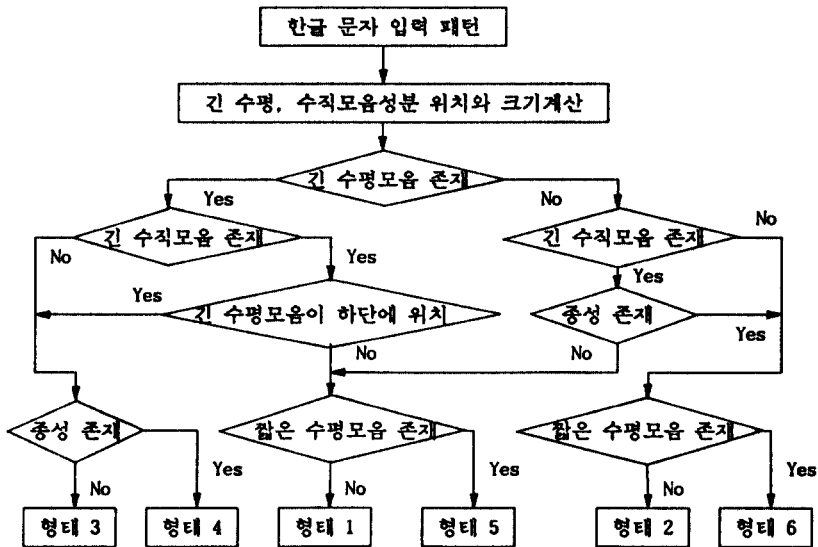 한글 문자 입력 패턴
긴 수평, 수직모음성분 위치와 크기계산
긴 수평모음 존재
Yes
No
긴 수직모음 존재
긴 수직모음 존재
No
No
Yes
Yes
Yes
긴 수평모음이 하단에 위치
종성 존재
Yes
No
No
종성 존재
짧은 수평모음 존재
짧은 수평모음 존재
Yes
Yes
Yes
No
No
No
형태 3
형태 4
형태 1
형태 5
형태 2
형태 6